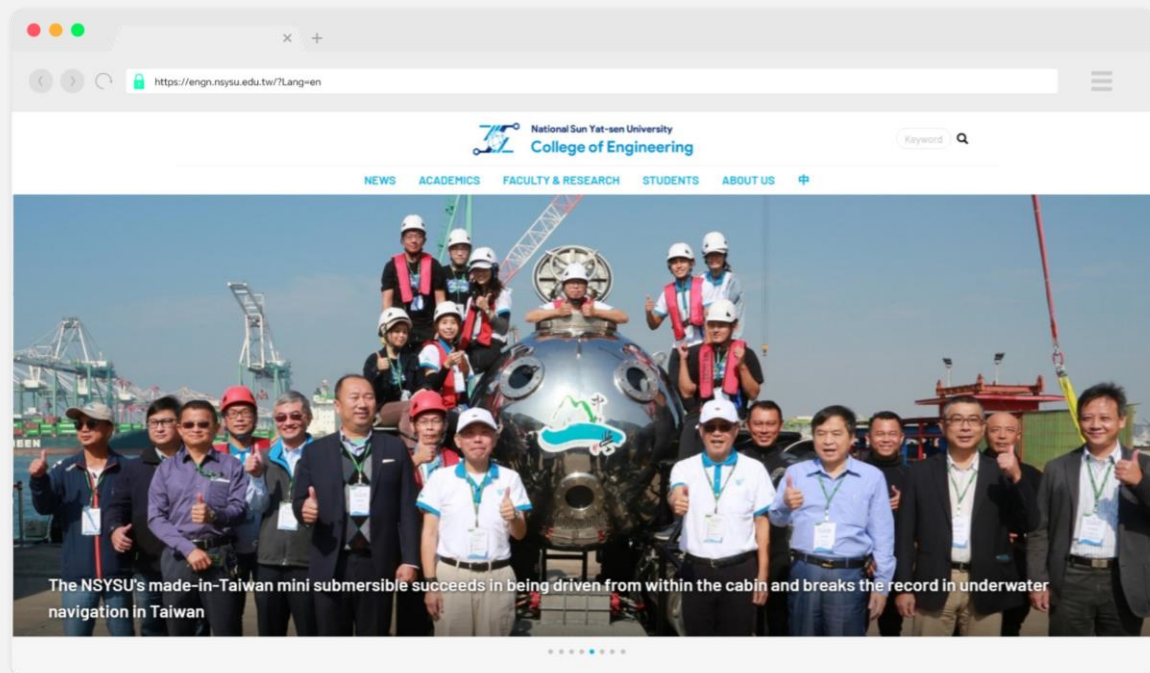 https://engn.nsysu.edu.tw/?Lang=en
National Sun Yat-sen University
College of Engineering
Keyword
NEWS ACADEMICS FACULTY & RESEARCH STUDENTS ABOUT US 中
The NSYSU's made-in-Taiwan mini submersible succeeds in being driven from within the cabin and breaks the record in underwater
navigation in Taiwan